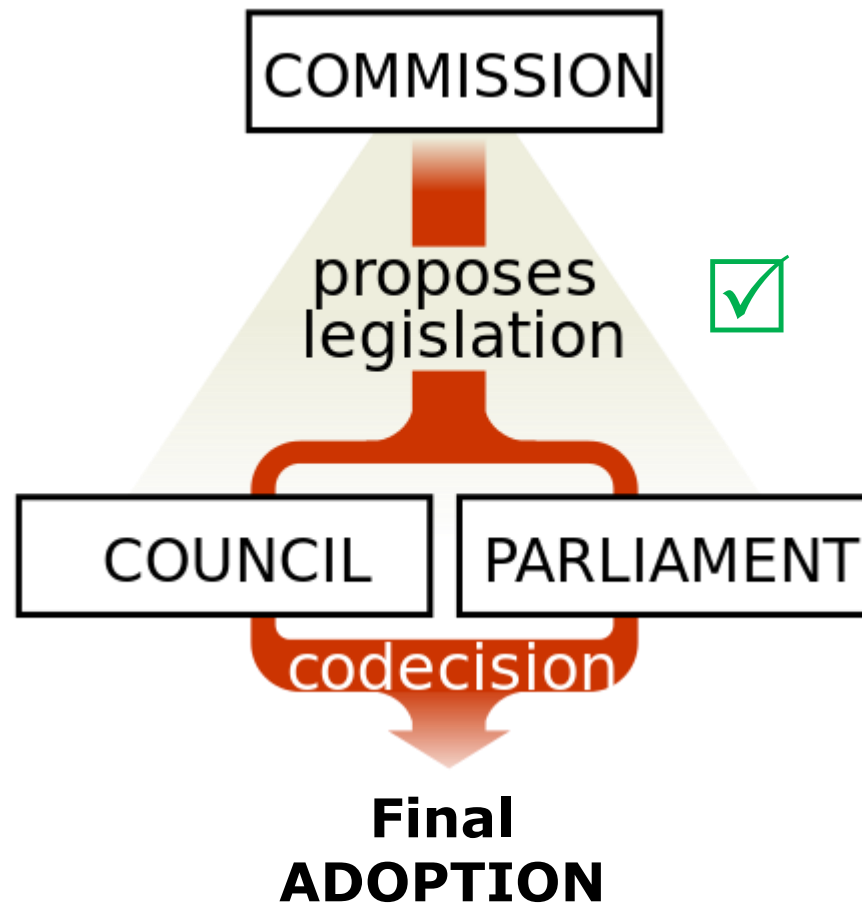 COMMISSION
proposes
legislation
COUNCIL
PARLIAMENT
codecision
Final
ADOPTION